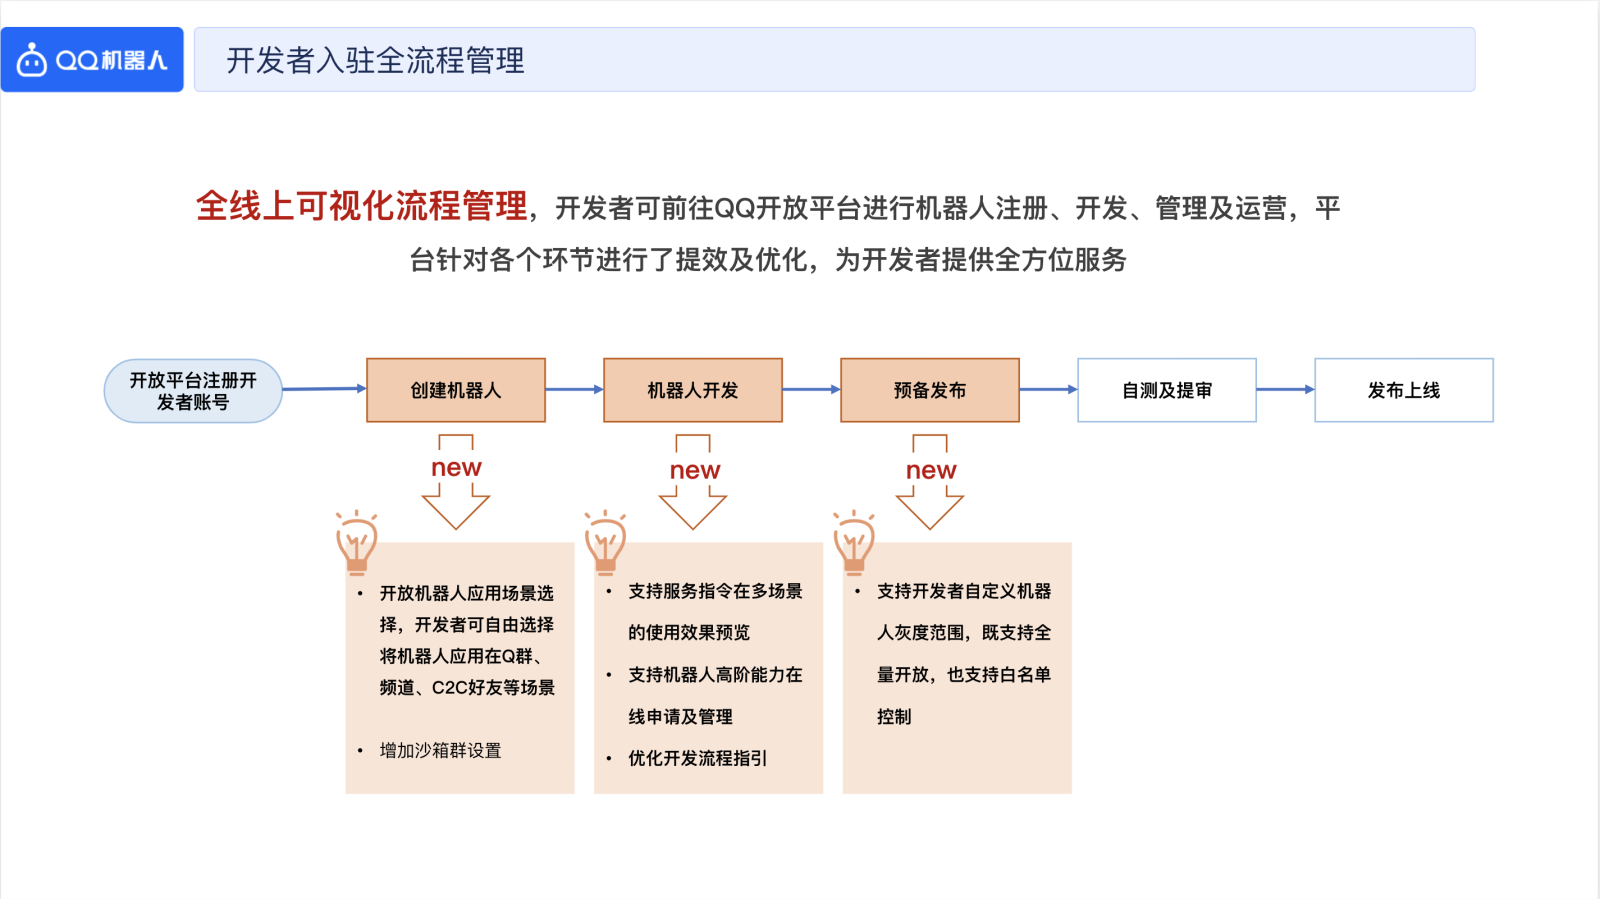 QQ机器人
开发者入驻全流程管理
全线上可视化流程管理，开发者可前往QQ开放平台进行机器人注册、开发、管理及运营，平
台针对各个环节进行了提效及优化，为开发者提供全方位服务
开放平台注册开
发者账号
创建机器人
机器人开发
预备发布
自测及提审
发布上线
new
new
new
• 开放机器人应用场景选
择，开发者可自由选择
将机器人应用在Q群、
频道、C2C好友等场景
• 增加沙箱群设置
• 支持服务指令在多场景
的使用效果预览
• 支持机器人高阶能力在
线申请及管理
• 优化开发流程指引
• 支持开发者自定义机器
人灰度范围，既支持全
量开放，也支持白名单
控制